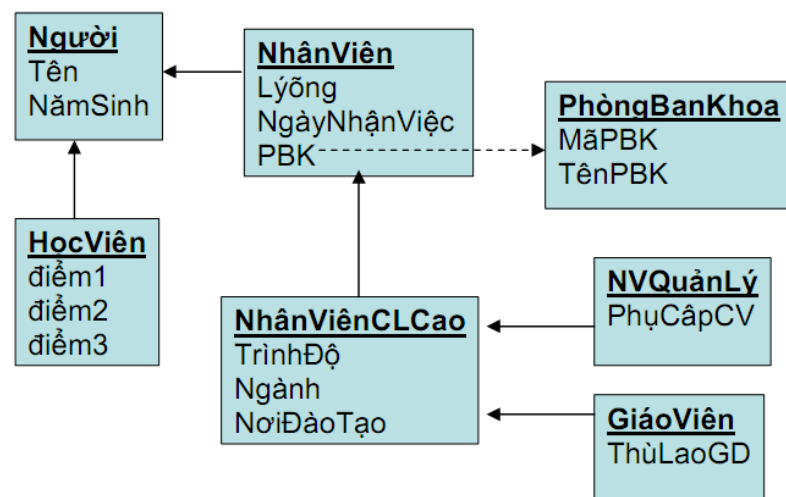 Người
Tên
NămSinh
NhânViên
Lýõng
NgàyNhậnViệc
PBK
PhòngBanKhoa
MãPBK
TênPBK
HọcViên
điểm1
điểm2
điểm3
NhânViênCLCao
TrìnhĐộ
Ngành
NơiĐàoTạo
NVQuảnLý
PhụCâpCV
GiáoViên
ThùLaoGD